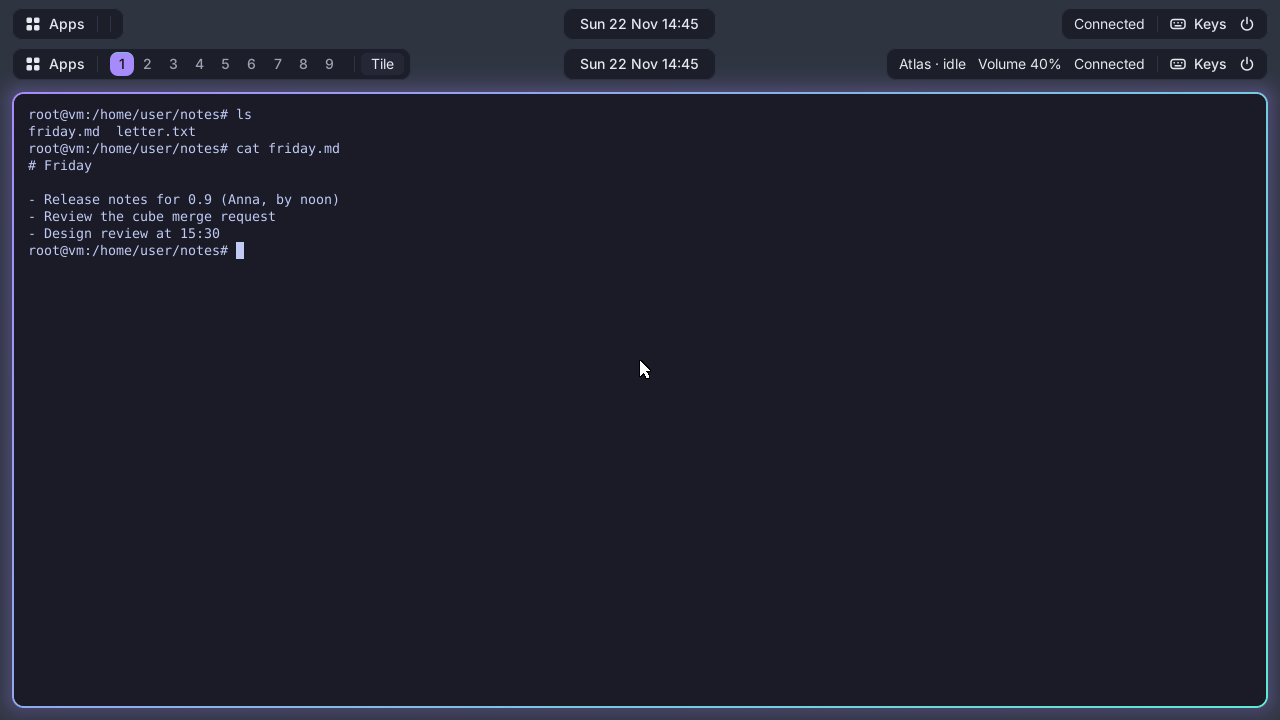 Apps
Sun 22 Nov 14:45
Connected
Keys
Apps
1 2 3 4 5 6 7 8 9
Tile
Sun 22 Nov 14:45
Atlas · idle
Volume 40%
Connected
Keys
root@vm:/home/user/notes# ls
friday.md  letter.txt
root@vm:/home/user/notes# cat friday.md
# Friday

- Release notes for 0.9 (Anna, by noon)
- Review the cube merge request
- Design review at 15:30
root@vm:/home/user/notes#